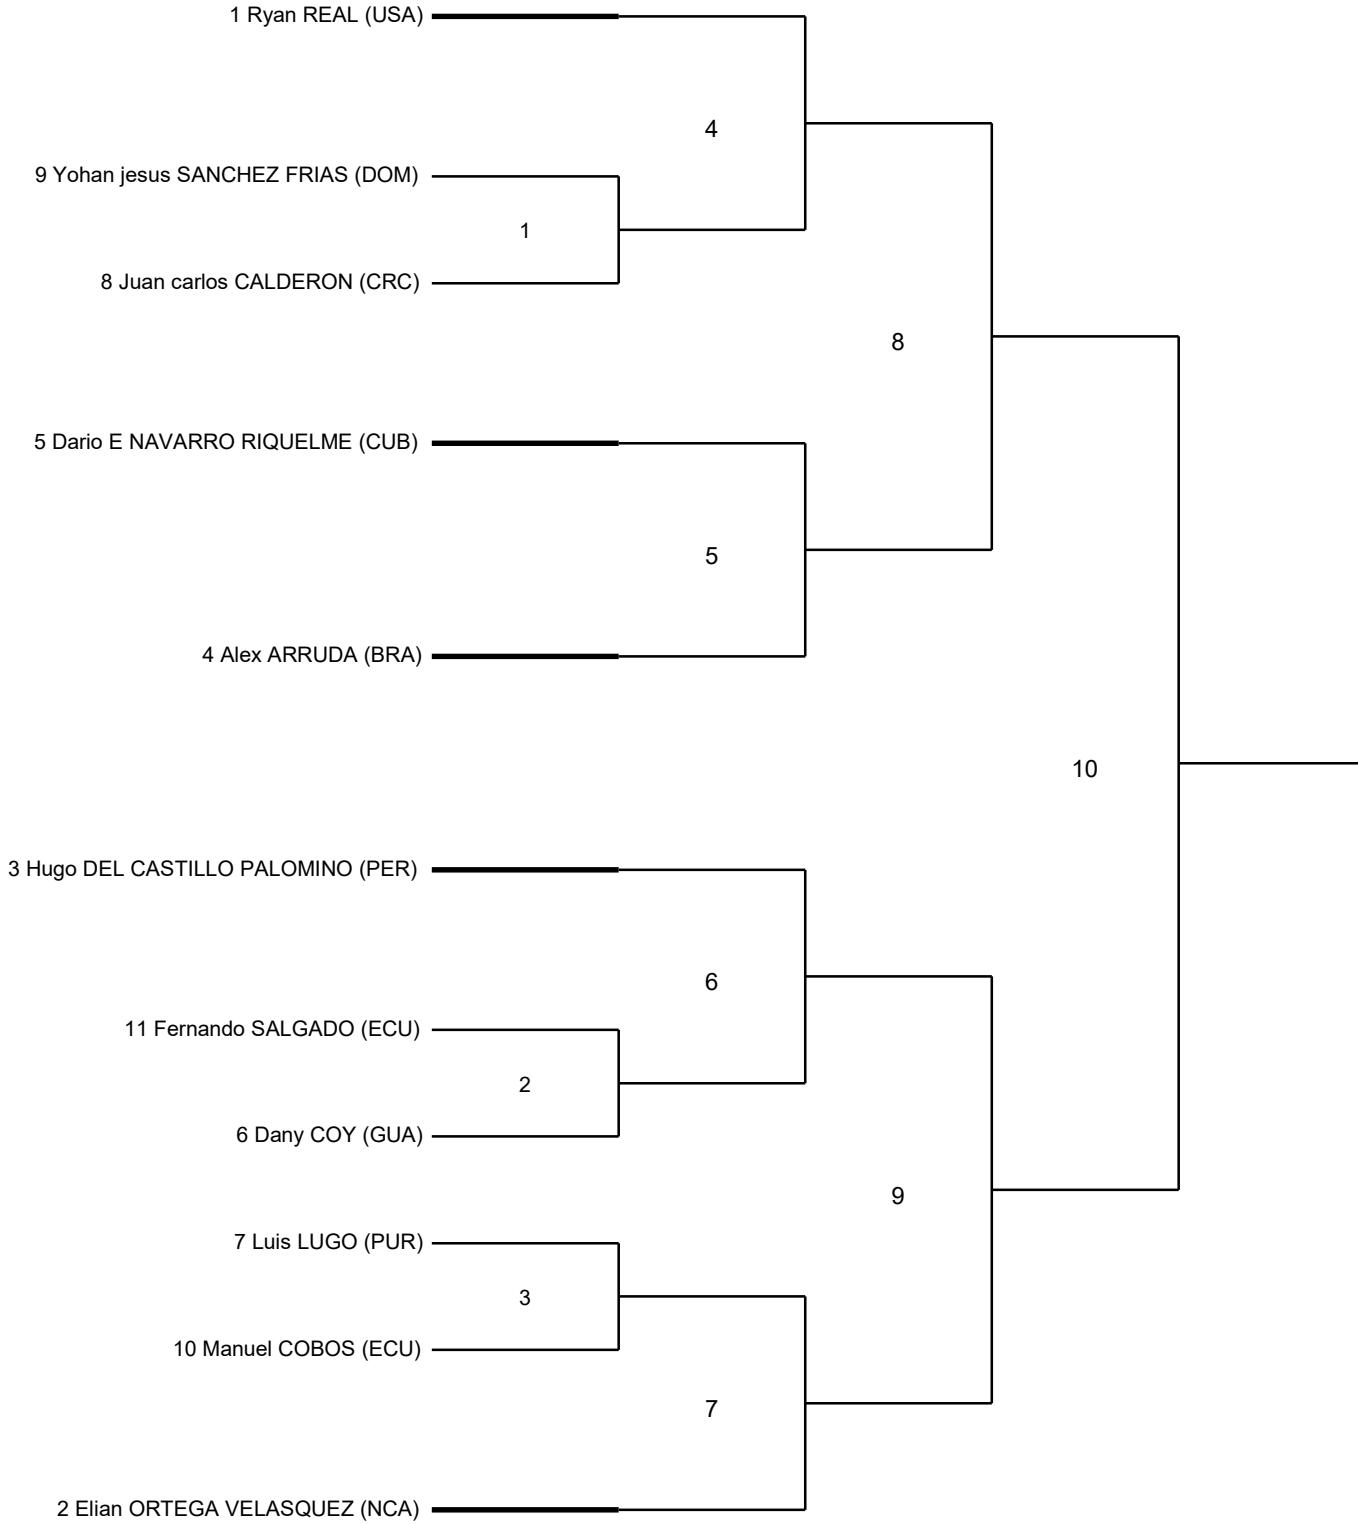 1 Ryan REAL (USA)
4
9 Yohan jesus SANCHEZ FRIAS (DOM)
1
8 Juan carlos CALDERON (CRC)
8
5 Dario E NAVARRO RIQUELME (CUB)
5
4 Alex ARRUDA (BRA)
10
3 Hugo DEL CASTILLO PALOMINO (PER)
6
11 Fernando SALGADO (ECU)
2
6 Dany COY (GUA)
9
7 Luis LUGO (PUR)
3
10 Manuel COBOS (ECU)
7
2 Elian ORTEGA VELASQUEZ (NCA)